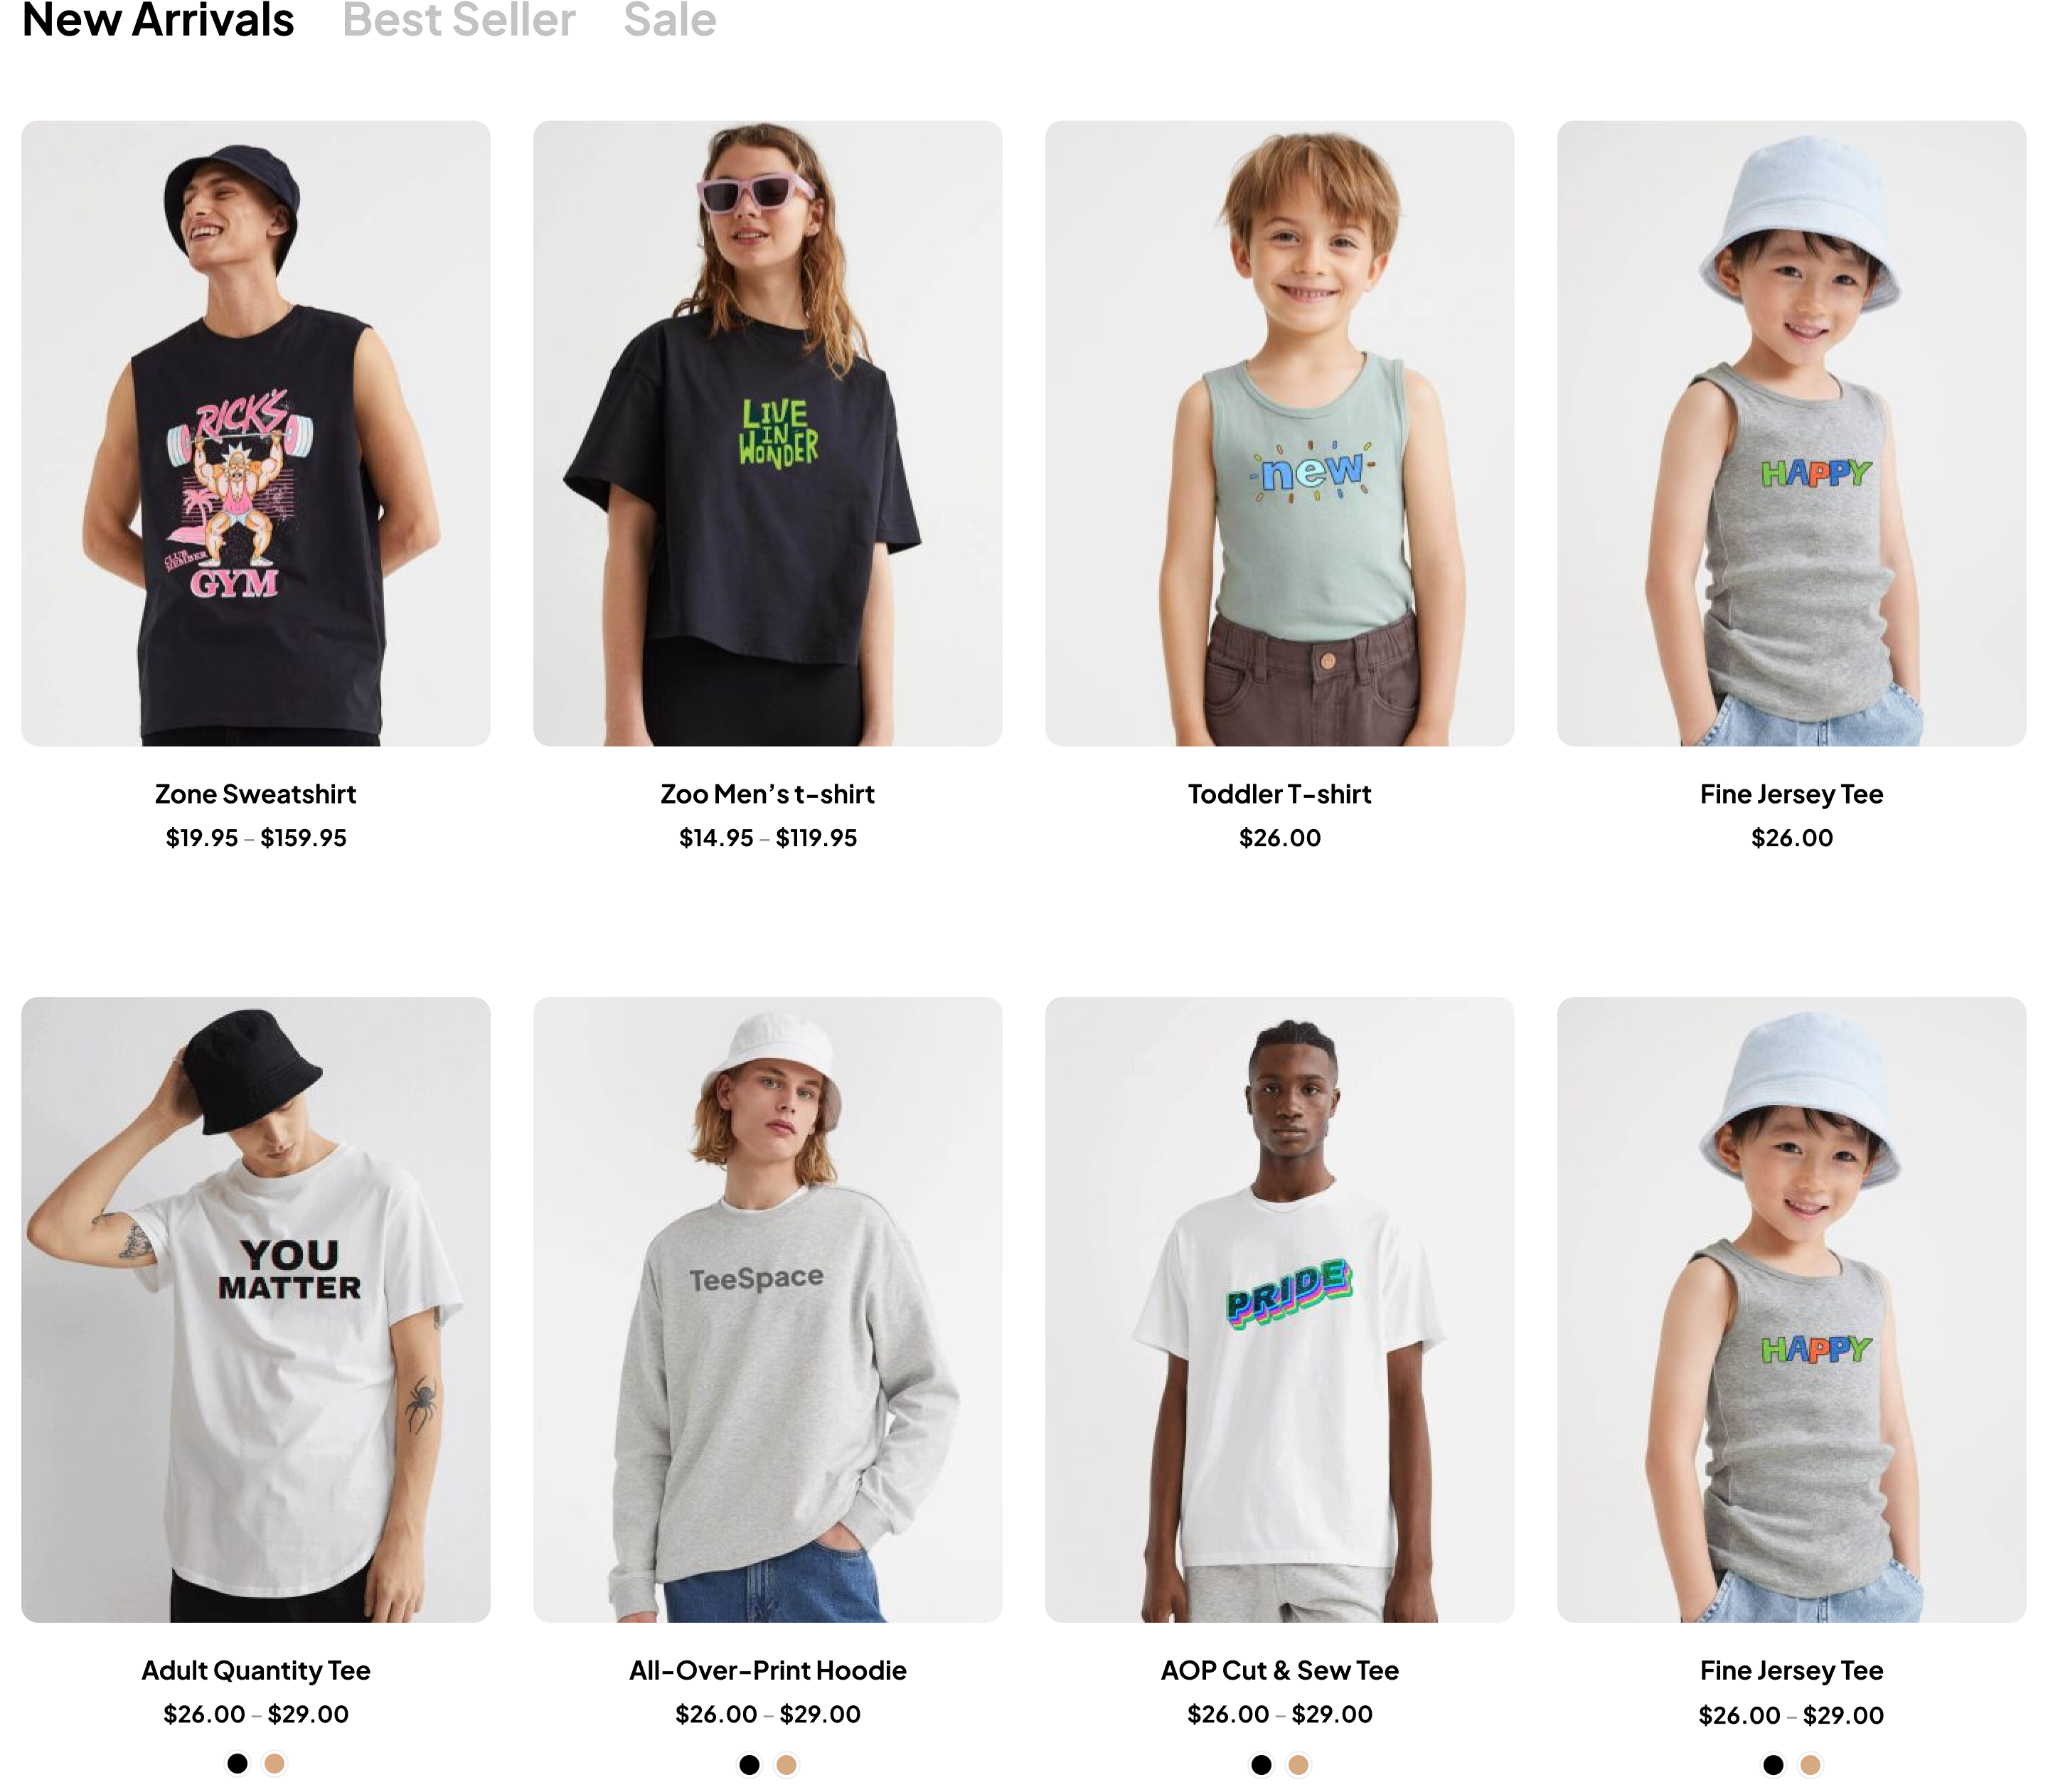 New Arrivals Best Seller Sale
RICK'S
CLUB
MEMBER
GYM
LIVE
IN
WONDER
new
HAPPY
Zone Sweatshirt
$19.95 – $159.95
Zoo Men’s t-shirt
$14.95 – $119.95
Toddler T-shirt
$26.00
Fine Jersey Tee
$26.00
YOU
MATTER
TeeSpace
PRIDE
HAPPY
Adult Quantity Tee
$26.00 – $29.00
All-Over-Print Hoodie
$26.00 – $29.00
AOP Cut & Sew Tee
$26.00 – $29.00
Fine Jersey Tee
$26.00 – $29.00